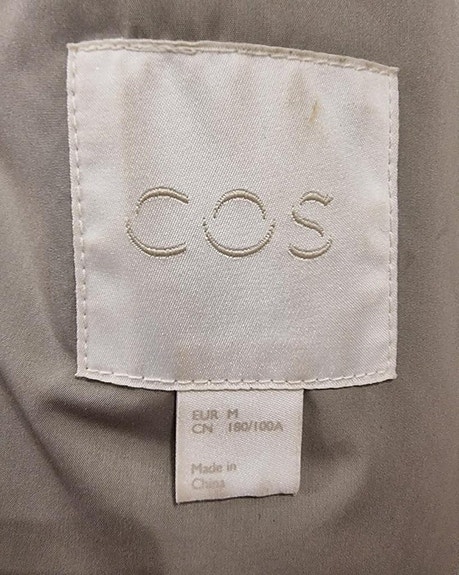 COS
EUR M
CN 180/100A
Made in
China